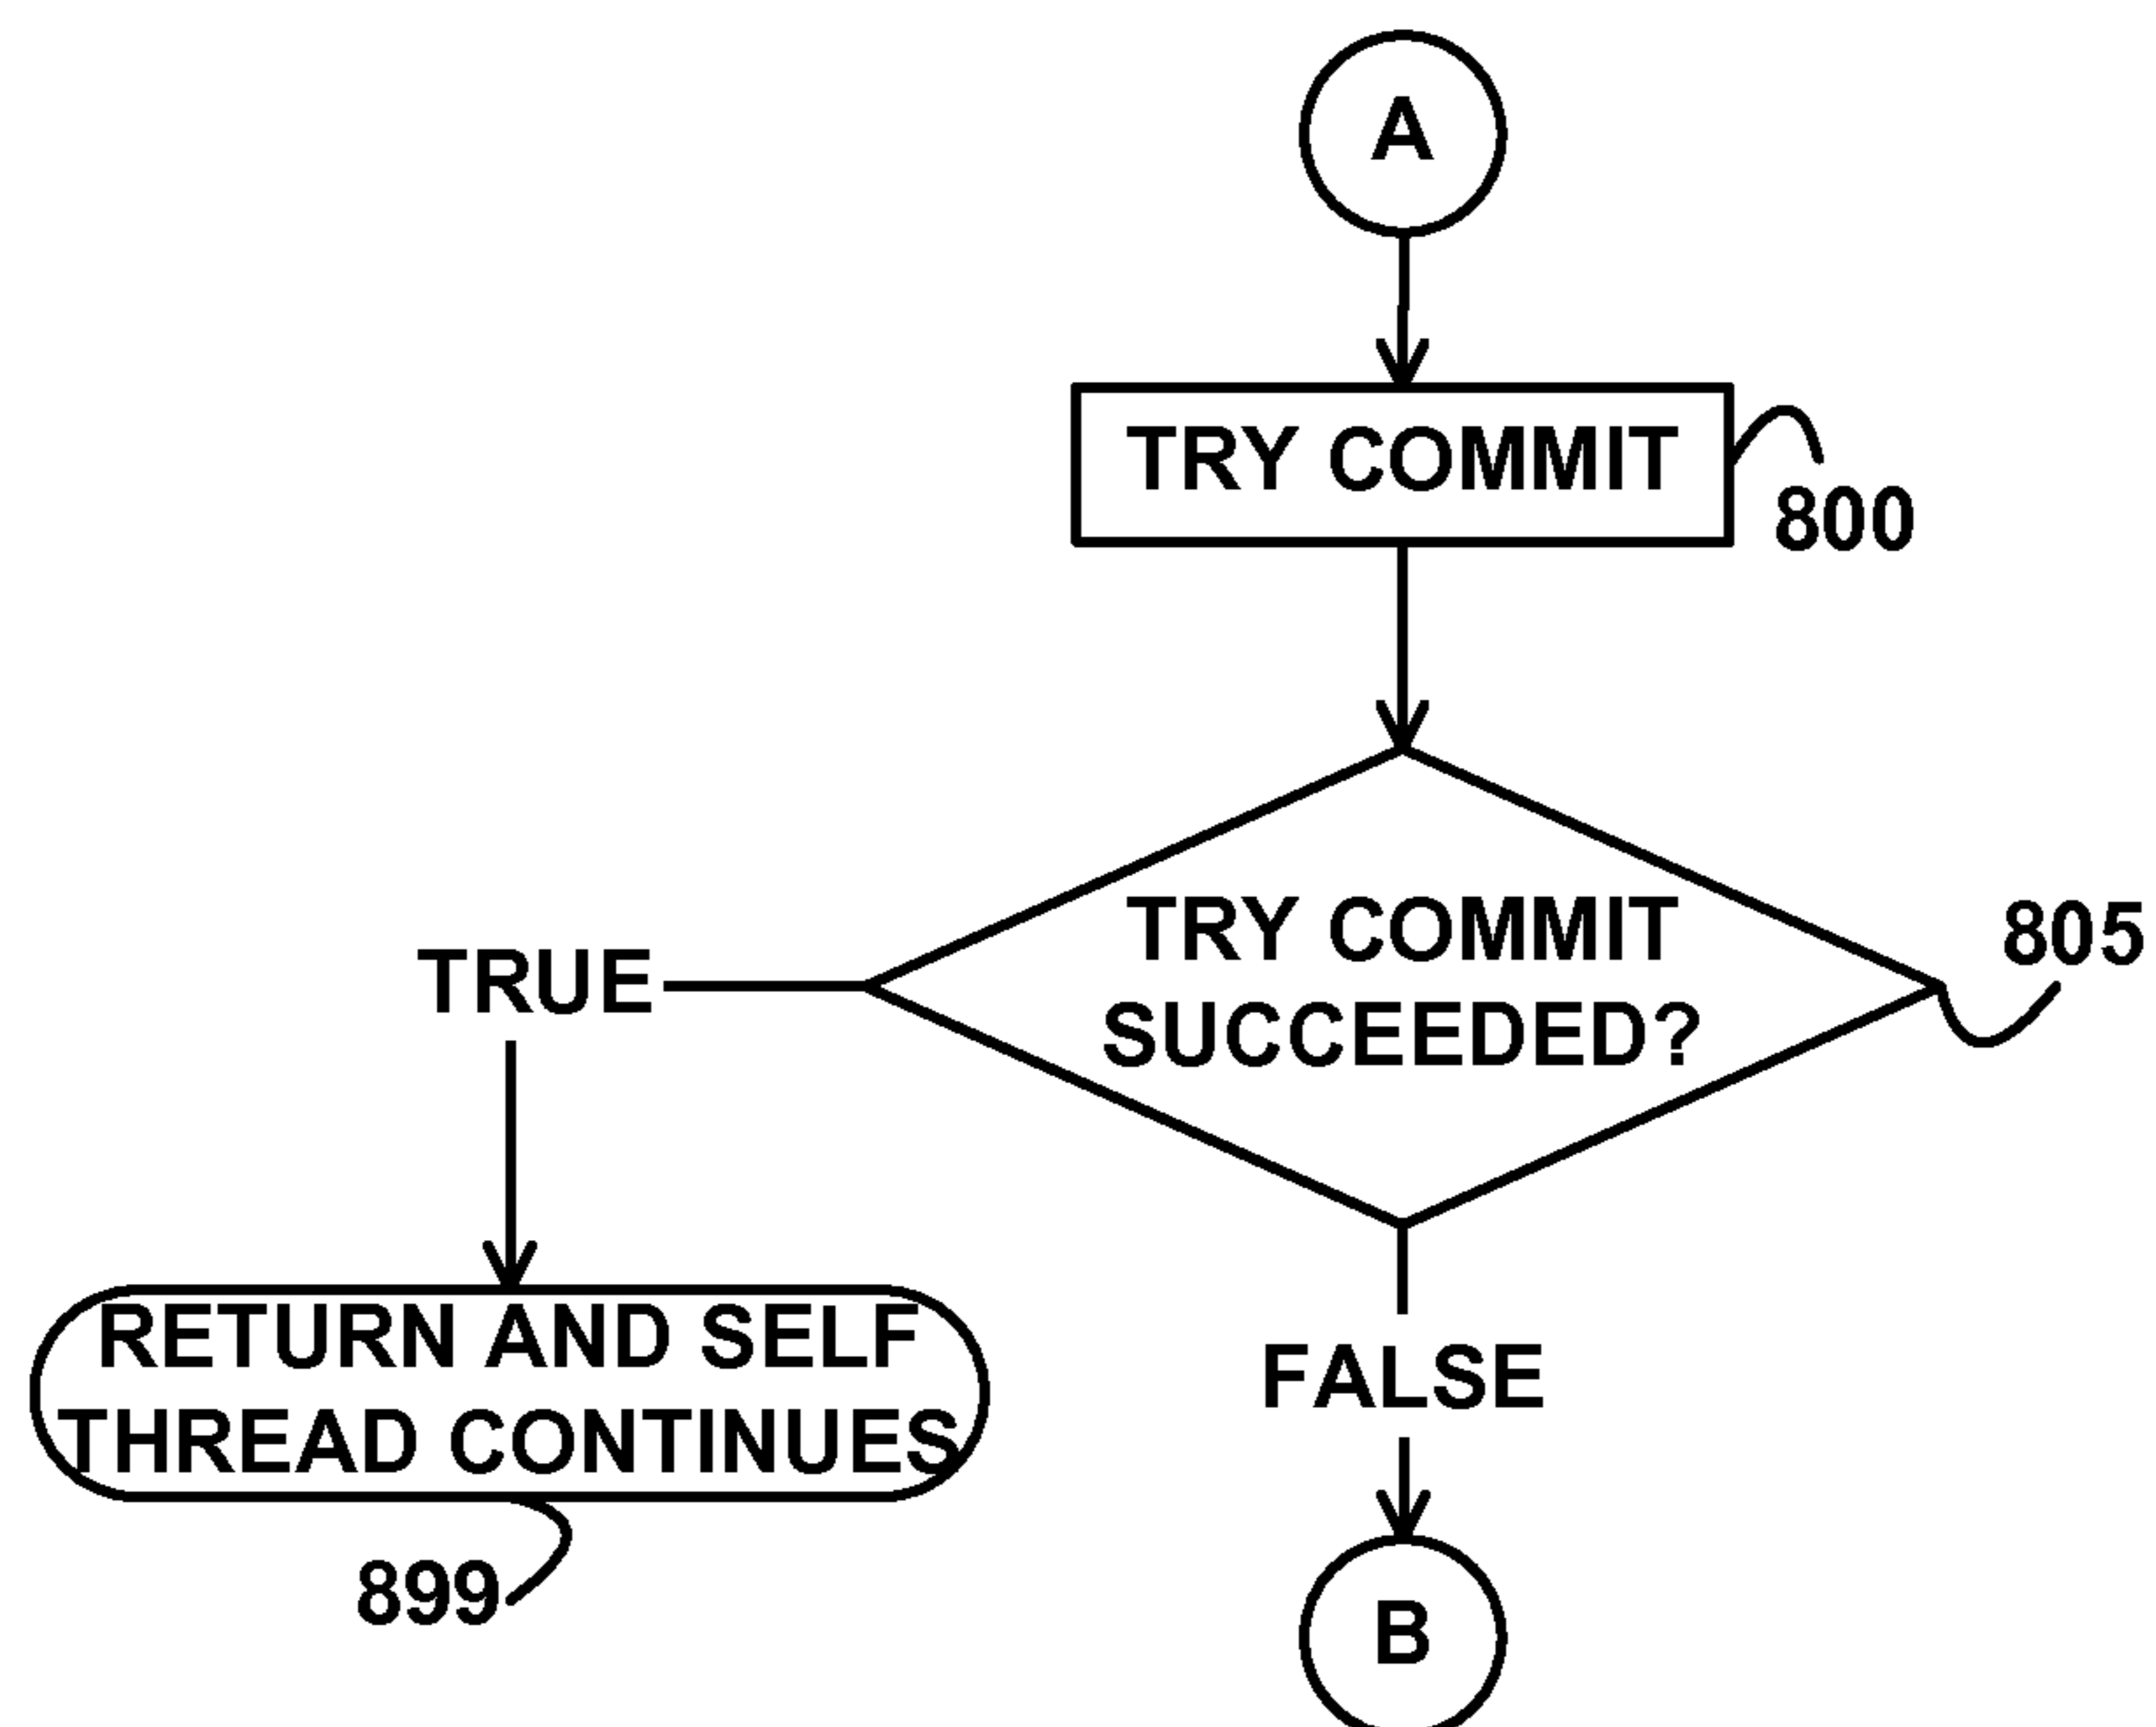 A
TRY COMMIT
800
TRY COMMIT
SUCCEEDED?
805
TRUE
RETURN AND SELF
THREAD CONTINUES
899
FALSE
B